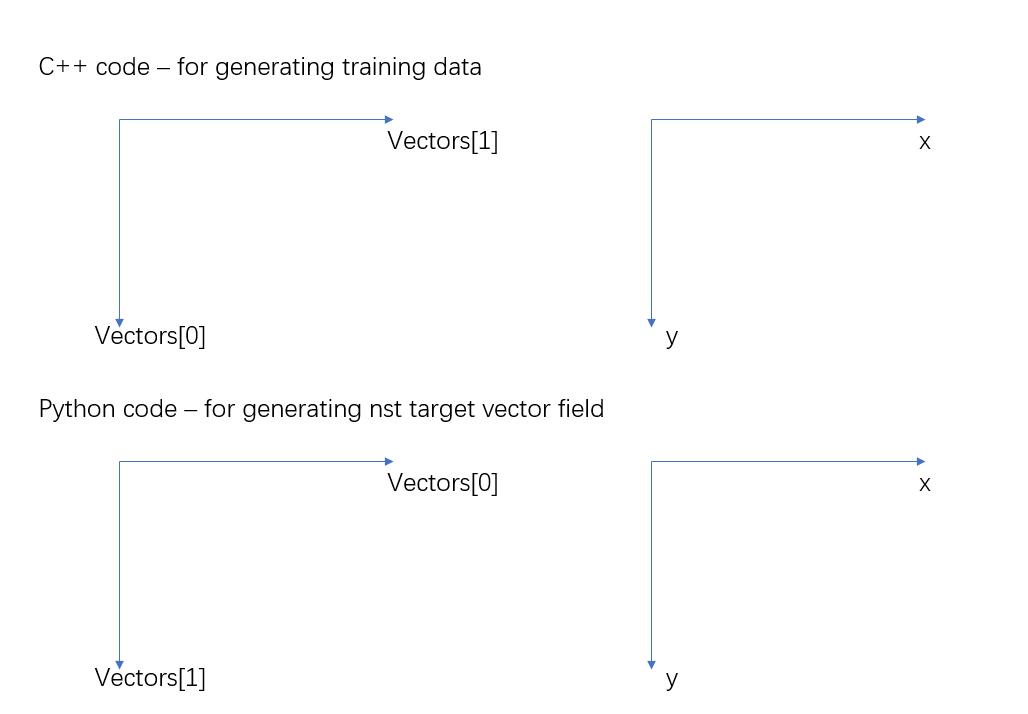 C++ code – for generating training data
Vectors[1]
x
Vectors[0]
y
Python code – for generating nst target vector field
Vectors[0]
x
Vectors[1]
y